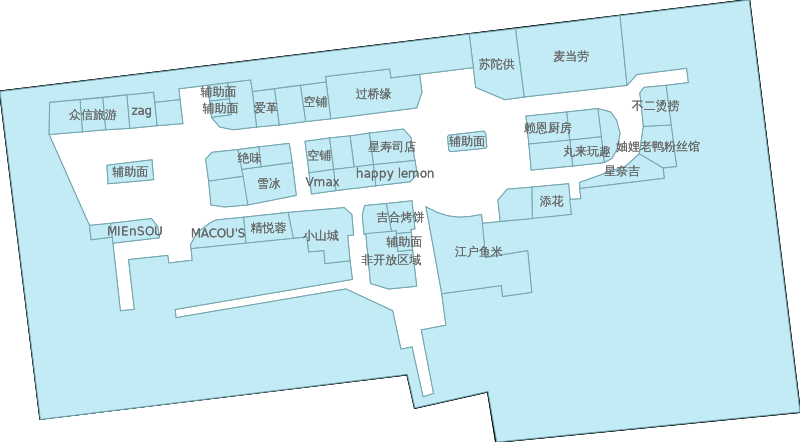 苏陀供
麦当劳
众信旅游
zag
辅助面
辅助面
爱革
空铺
过桥缘
不二烫捞
赖恩厨房
丸来玩趣
妯娌老鸭粉丝馆
星奈吉
辅助面
辅助面
绝味
雪冰
空铺
星寿司店
Vmax
happy lemon
添花
MIEnSOU
MACOU'S
精悦蓉
小山城
吉合烤饼
辅助面
非开放区域
江户鱼米